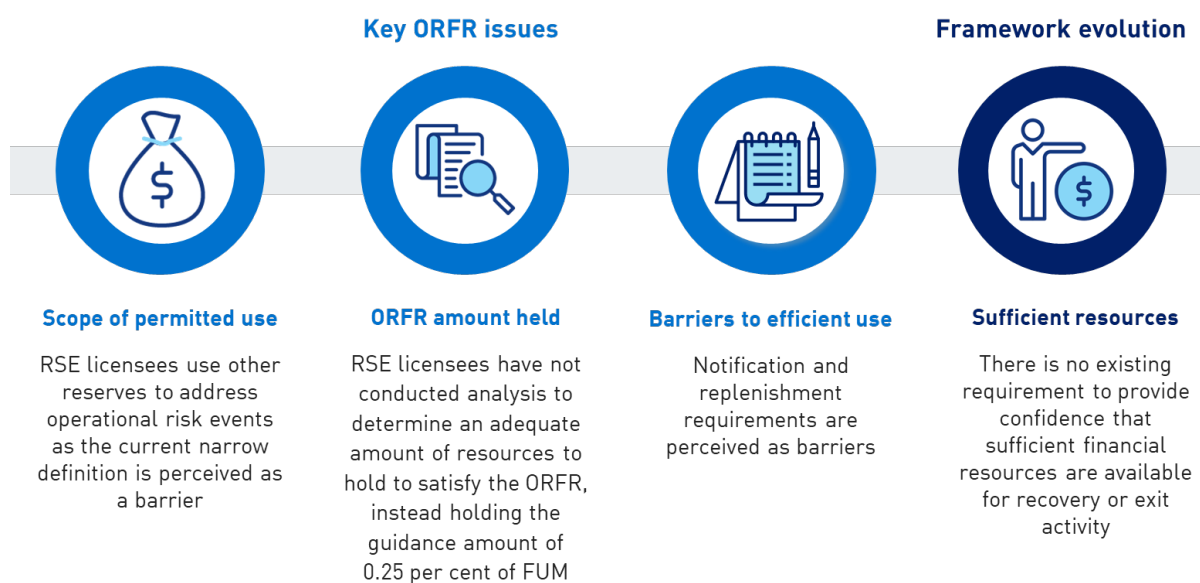 Key ORFR issues
Framework evolution
$
$
Scope of permitted use
RSE licensees use other
reserves to address
operational risk events
as the current narrow
definition is perceived as
a barrier
ORFR amount held
RSE licensees have not
conducted analysis to
determine an adequate
amount of resources to
hold to satisfy the ORFR,
instead holding the
guidance amount of
0.25 per cent of FUM
Barriers to efficient use
Notification and
replenishment
requirements are
perceived as barriers
Sufficient resources
There is no existing
requirement to provide
confidence that
sufficient financial
resources are available
for recovery or exit
activity